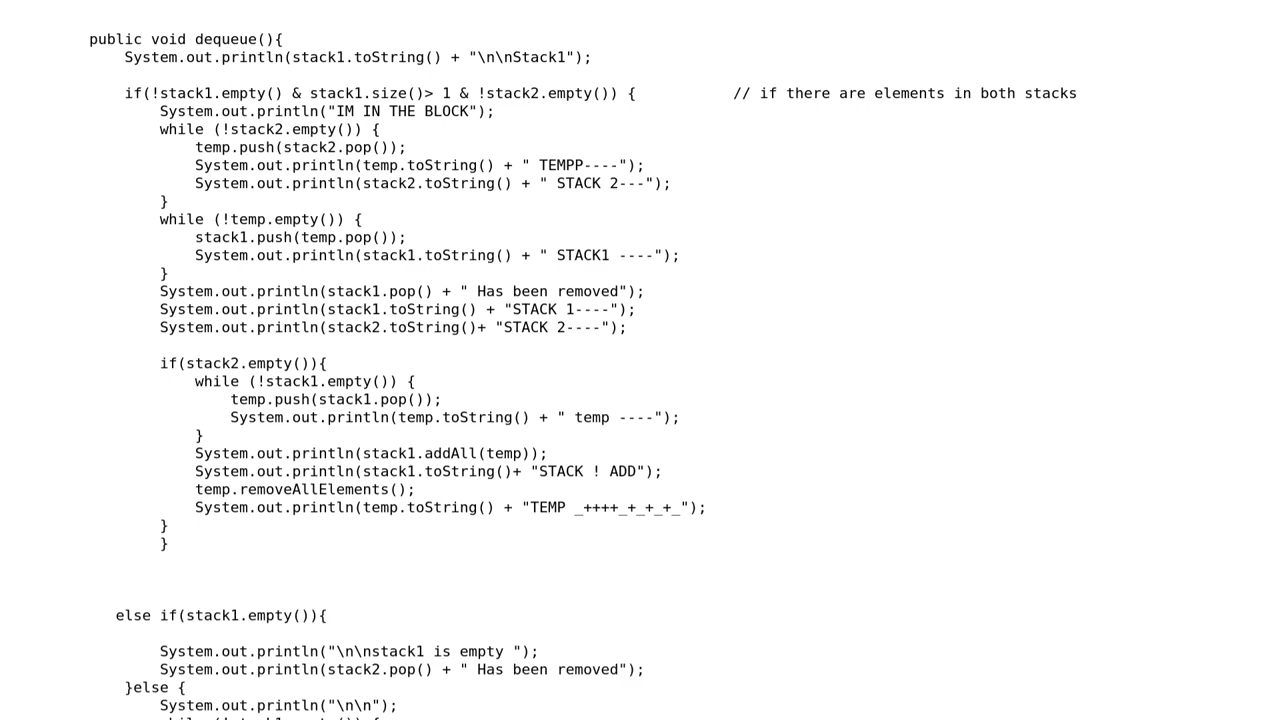 public void dequeue(){
System.out.println(stack1.toString() + "\n\nStack1");
if(!stack1.empty() & stack1.size()> 1 & !stack2.empty()) { // if there are elements in both stacks
System.out.println("IM IN THE BLOCK");
while (!stack2.empty()) {
temp.push(stack2.pop());
System.out.println(temp.toString() + " TEMPP----");
System.out.println(stack2.toString() + " STACK 2---");
}
while (!temp.empty()) {
stack1.push(temp.pop());
System.out.println(stack1.toString() + " STACK1 ----");
}
System.out.println(stack1.pop() + " Has been removed");
System.out.println(stack1.toString() + "STACK 1----");
System.out.println(stack2.toString()+ "STACK 2----");
if(stack2.empty()){
while (!stack1.empty()) {
temp.push(stack1.pop());
System.out.println(temp.toString() + " temp ----");
}
System.out.println(stack1.addAll(temp));
System.out.println(stack1.toString()+ "STACK ! ADD");
temp.removeAllElements();
System.out.println(temp.toString() + "TEMP _++++_+_+_+_");
}
}
else if(stack1.empty()){
System.out.println("\n\nstack1 is empty ");
System.out.println(stack2.pop() + " Has been removed");
}else {
System.out.println("\n\n");